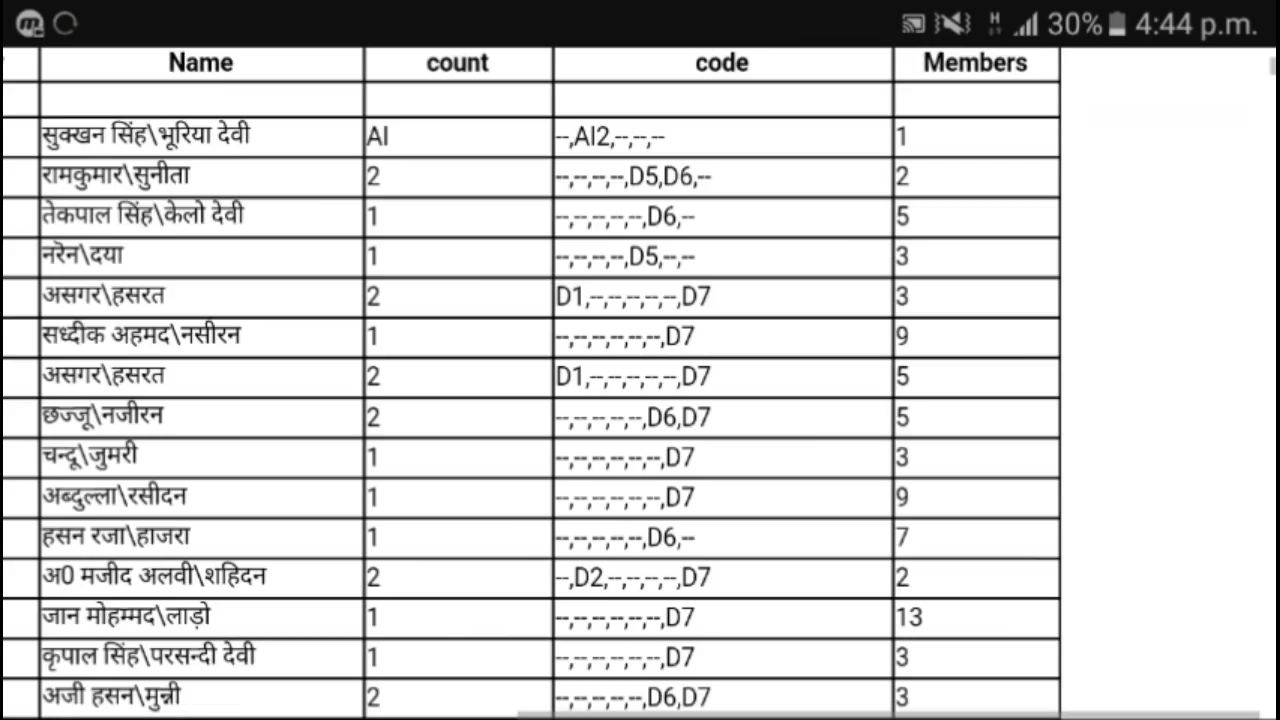 H 30% 4:44 p.m.
Name count code Members
सुक्खन सिंह\भूरिया देवी AI --,AI2,--,--,-- 1
रामकुमार\सुनीता 2 --,--,--,--,D5,D6,-- 2
तेकपाल सिंह\केलो देवी 1 --,--,--,--,--,D6,-- 5
नरेन\दया 1 --,--,--,--,D5,--,-- 3
असगर\हसरत 2 D1,--,--,--,--,--,D7 3
सध्दीक अहमद\नसीरन 1 --,--,--,--,--,--,D7 9
असगर\हसरत 2 D1,--,--,--,--,--,D7 5
छज्जू\नजीरन 2 --,--,--,--,--,D6,D7 5
चन्दू\जुमरी 1 --,--,--,--,--,--,D7 3
अब्दुल्ला\रसीदन 1 --,--,--,--,--,--,D7 9
हसन रजा\हाजरा 1 --,--,--,--,--,D6,-- 7
अ0 मजीद अलवी\शहिदन 2 --,D2,--,--,--,--,D7 2
जान मोहम्मद\लाड़ो 1 --,--,--,--,--,--,D7 13
कृपाल सिंह\परसन्दी देवी 1 --,--,--,--,--,--,D7 3
अजी हसन\मुन्नी 2 --,--,--,--,--,D6,D7 3